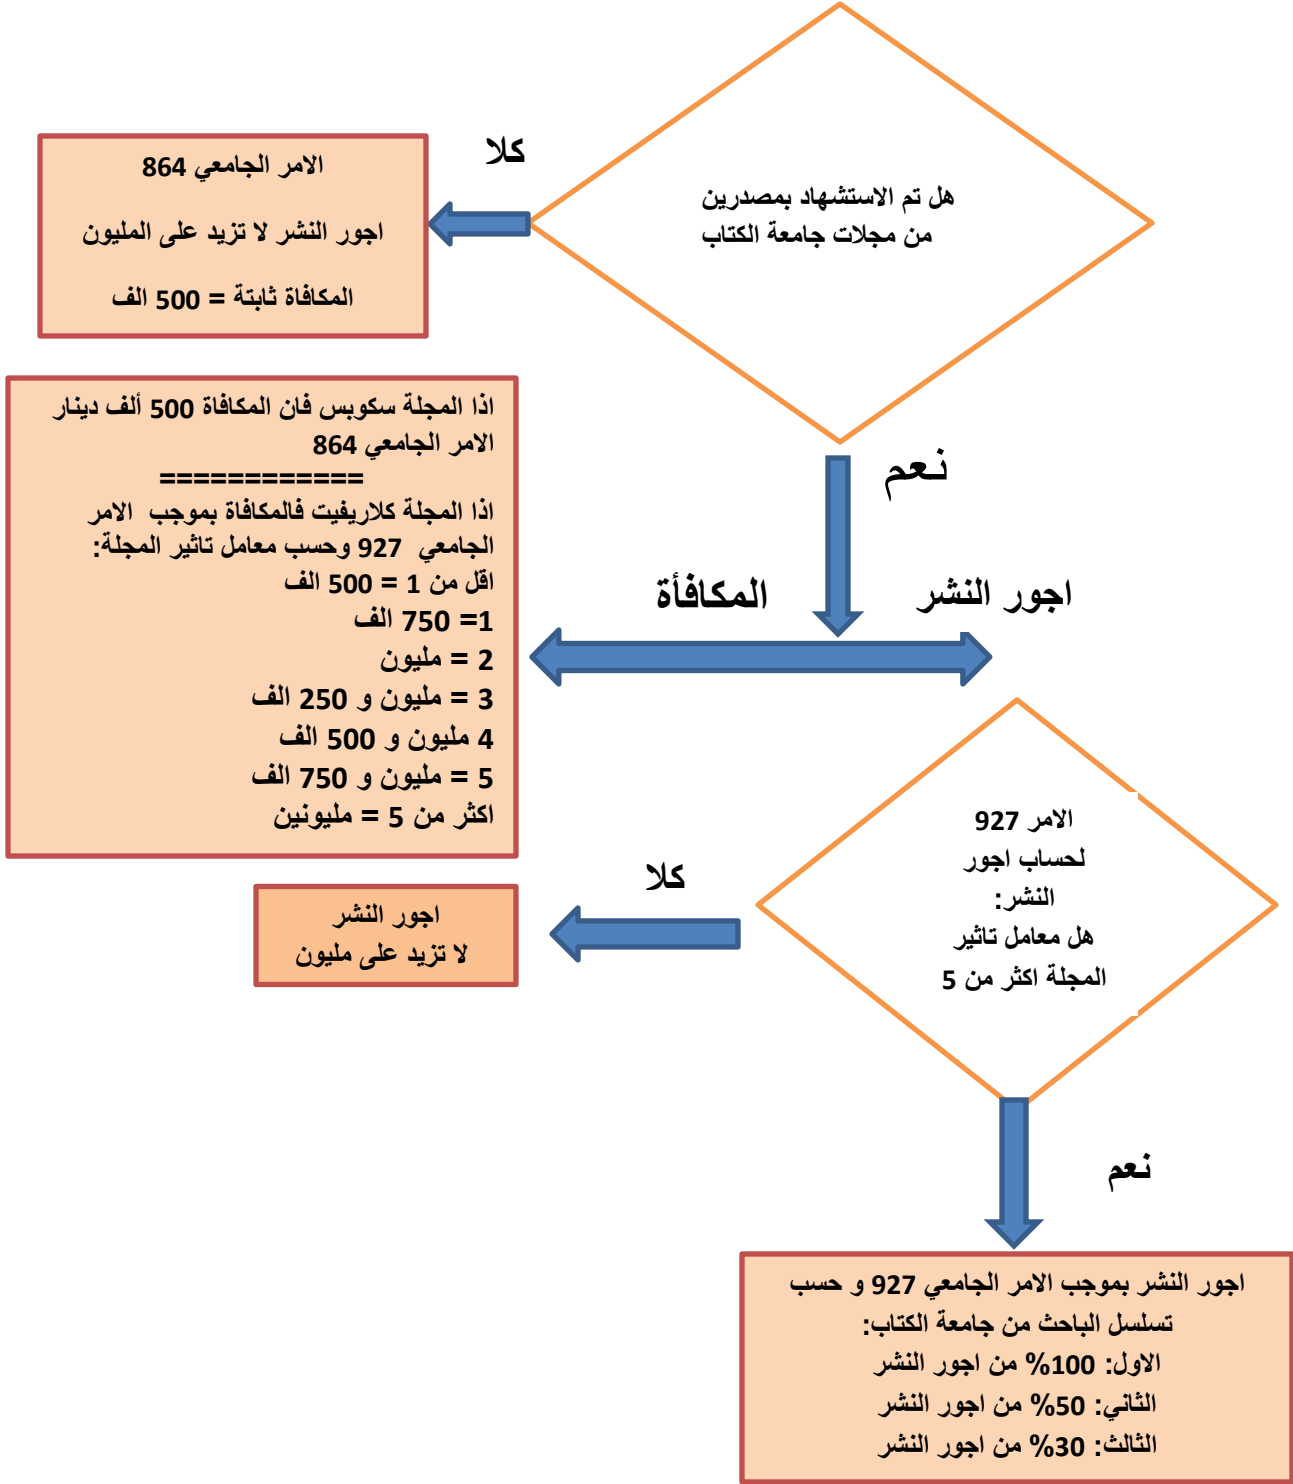 هل تم الاستشهاد بمصدرين
من مجلات جامعة الكتاب
كلا
الامر الجامعي 864
اجور النشر لا تزيد على المليون
المكافاة ثابتة = 500 الف
نعم
اجور النشر
المكافأة
اذا المجلة سكوبس فان المكافاة 500 ألف دينار
الامر الجامعي 864
============
اذا المجلة كلاريفيت فالمكافاة بموجب الامر
الجامعي 927 وحسب معامل تاثير المجلة:
اقل من 1 = 500 الف
1= 750 الف
2 = مليون
3 = مليون و 250 الف
4 مليون و 500 الف
5 = مليون و 750 الف
اكثر من 5 = مليونين
الامر 927
لحساب اجور
النشر:
هل معامل تاثير
المجلة اكثر من 5
كلا
اجور النشر
لا تزيد على مليون
نعم
اجور النشر بموجب الامر الجامعي 927 و حسب
تسلسل الباحث من جامعة الكتاب:
الاول: 100% من اجور النشر
الثاني: 50% من اجور النشر
الثالث: 30% من اجور النشر